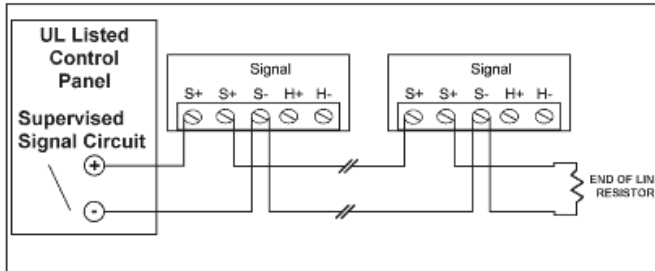 UL Listed
Control
Panel
Supervised
Signal Circuit
+
-
Signal
S+ S+ S- H+ H-
Signal
S+ S+ S- H+ H-
END OF LIN
RESISTOR